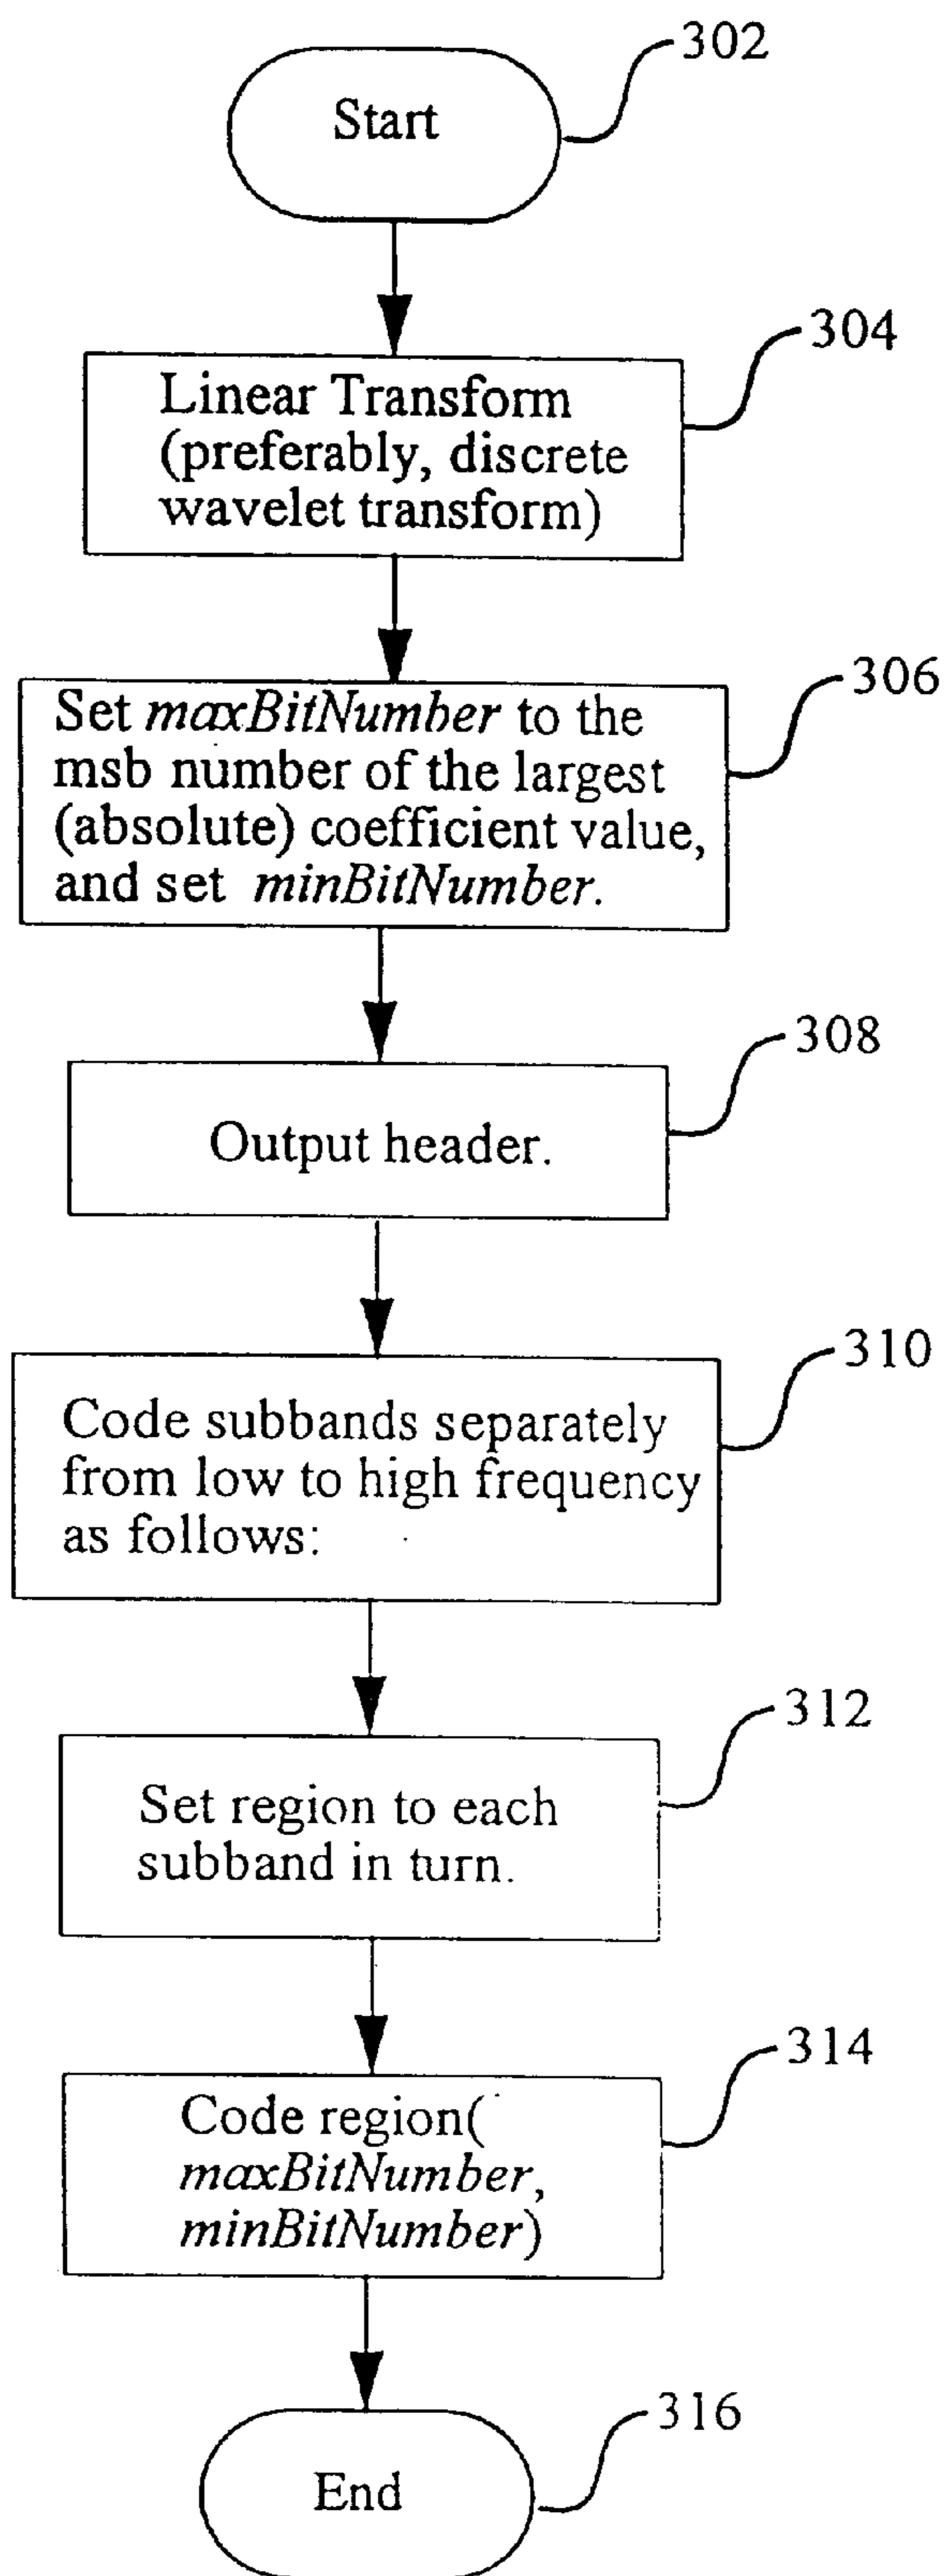 302
Start
304
Linear Transform
(preferably, discrete
wavelet transform)
306
Set maxBitNumber to the
msb number of the largest
(absolute) coefficient value,
and set minBitNumber.
308
Output header.
310
Code subbands separately
from low to high frequency
as follows:
312
Set region to each
subband in turn.
314
Code region(
maxBitNumber,
minBitNumber)
316
End